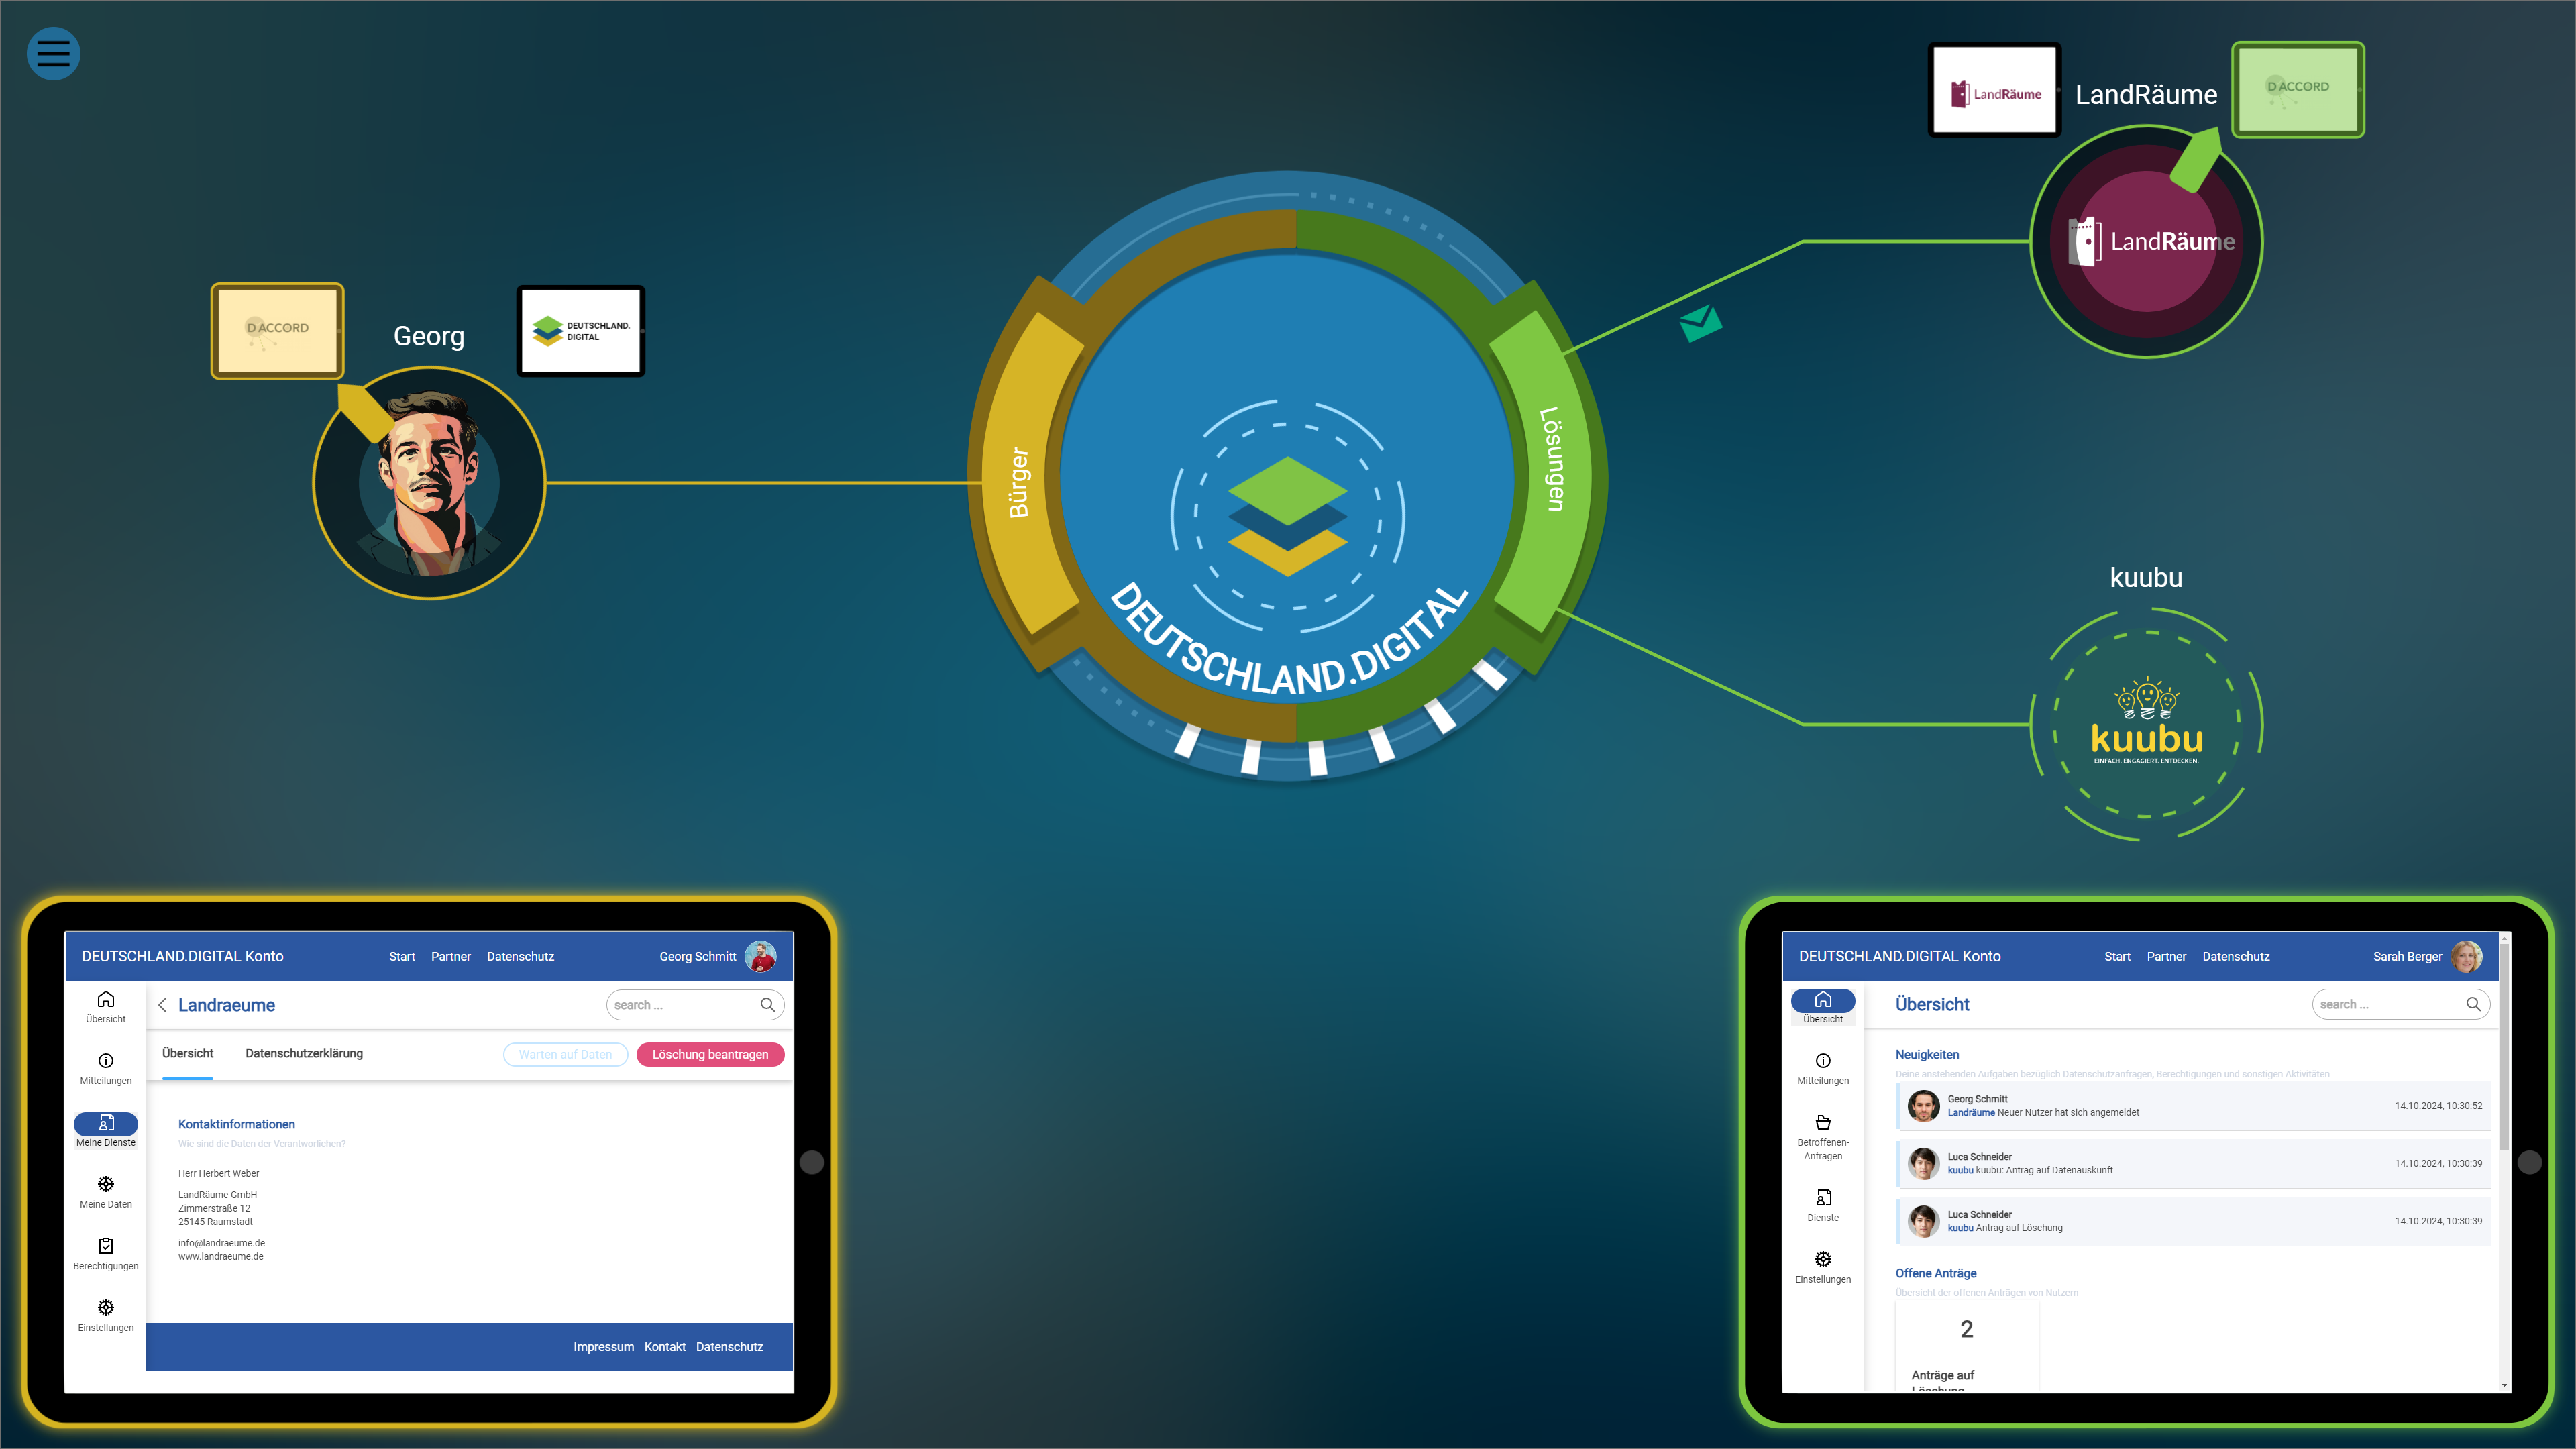 LandRäume
LandRäume
D ACCORD
LandRäume
D ACCORD
Georg
DEUTSCHLAND.
DIGITAL
Bürger
Lösungen
DEUTSCHLAND.DIGITAL
kuubu
kuubu
EINFACH. ENGAGIERT. ENTDECKEN.
DEUTSCHLAND.DIGITAL Konto
Start Partner Datenschutz
Georg Schmitt
Übersicht
Mitteilungen
Meine Dienste
Meine Daten
Berechtigungen
Einstellungen
Landraeume
search ...
Übersicht Datenschutzerklärung
Warten auf Daten
Löschung beantragen
Kontaktinformationen
Wie sind die Daten der Verantworlichen?
Herr Herbert Weber
LandRäume GmbH
Zimmerstraße 12
25145 Raumstadt
info@landraeume.de
www.landraeume.de
Impressum Kontakt Datenschutz
DEUTSCHLAND.DIGITAL Konto
Start Partner Datenschutz
Sarah Berger
Übersicht
Mitteilungen
Betroffenen-
Anfragen
Dienste
Einstellungen
Übersicht
search ...
Neuigkeiten
Deine anstehenden Aufgaben bezüglich Datenschutzanfragen, Berechtigungen und sonstigen Aktivitäten
Georg Schmitt
Landräume Neuer Nutzer hat sich angemeldet
14.10.2024, 10:30:52
Luca Schneider
kuubu kuubu: Antrag auf Datenauskunft
14.10.2024, 10:30:39
Luca Schneider
kuubu Antrag auf Löschung
14.10.2024, 10:30:39
Offene Anträge
Übersicht der offenen Anträgen von Nutzern
2
Anträge auf
Löschung